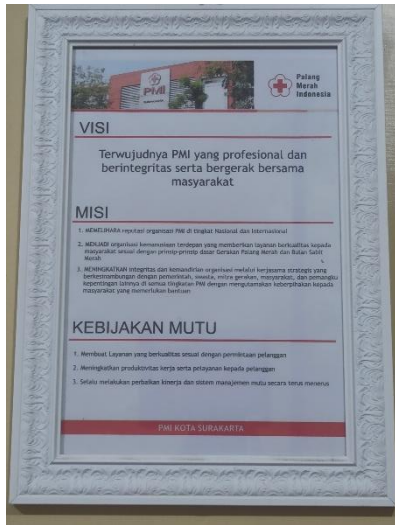 PMI
Palang
Merah
Indonesia
VISI
Terwujudnya PMI yang profesional dan
berintegritas serta bergerak bersama
masyarakat
MISI
1. MEMELIHARA reputasi organisasi PMI di tingkat Nasional dan Internasional
2. MENJADI organisasi kemanusiaan terdepan yang memberikan layanan berkualitas kepada
masyarakat sesuai dengan prinsip-prinsip dasar Gerakan Palang Merah dan Bulan Sabit
Merah
3. MENINGKATKAN integritas dan kemandirian organisasi melalui kerjasama strategis yang
berkesinambungan dengan pemerintah, swasta, mitra gerakan, masyarakat, dan pemangku
kepentingan lainnya di semua tingkatan PMI dengan mengutamakan keberpihakan kepada
masyarakat yang memerlukan bantuan
KEBIJAKAN MUTU
1. Membuat Layanan yang berkualitas sesuai dengan permintaan pelanggan
2. Meningkatkan produktivitas kerja serta pelayanan kepada pelanggan
3. Selalu melakukan perbaikan kinerja dan sistem manajemen mutu secara terus menerus
PMI KOTA SURAKARTA